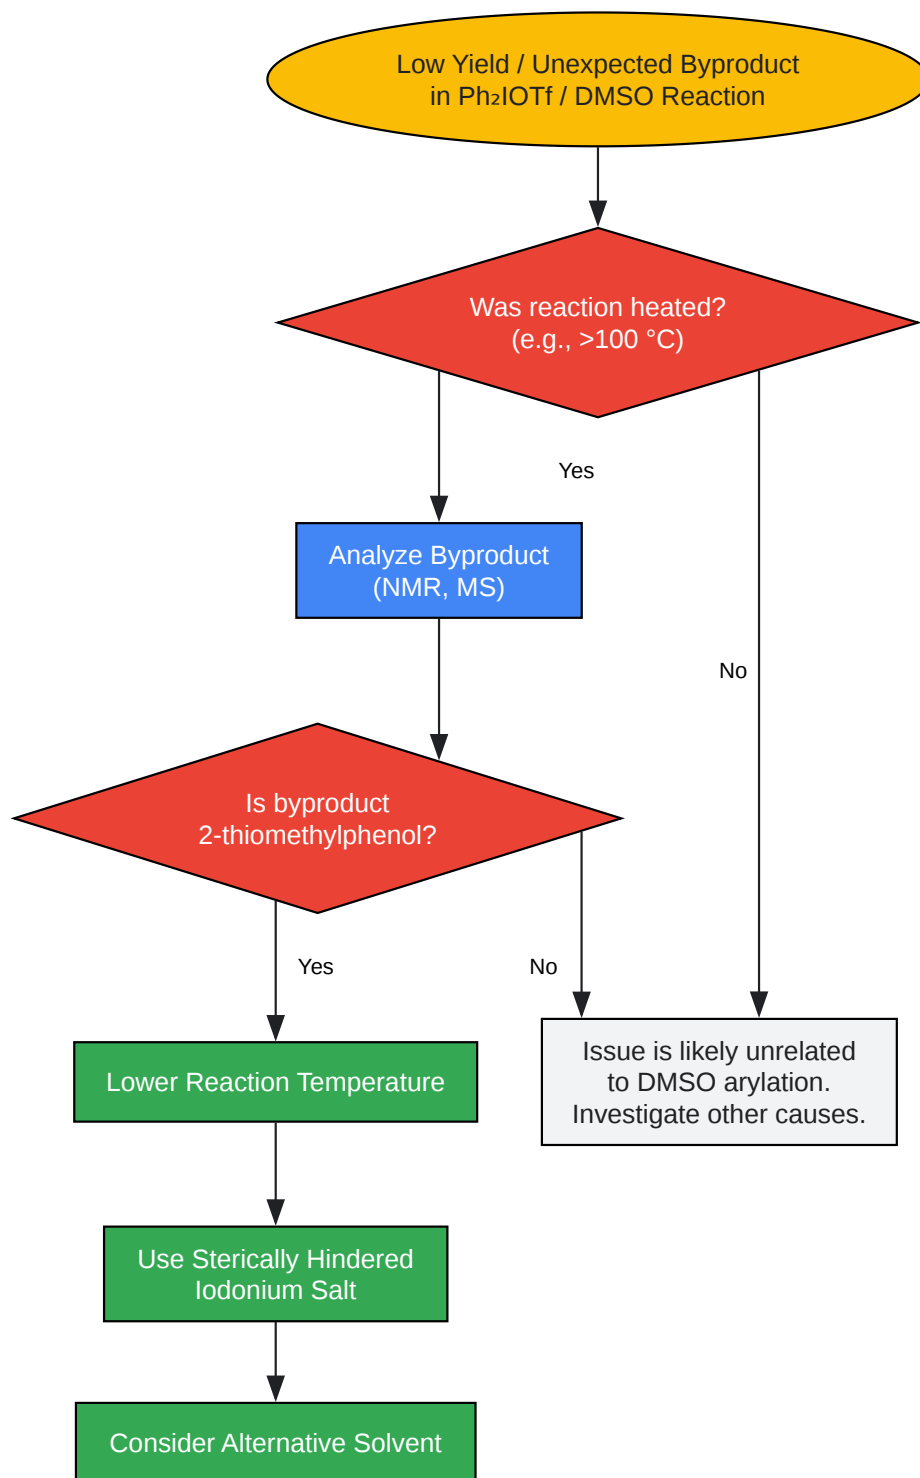 Low Yield / Unexpected Byproduct
in Ph₂IOTf / DMSO Reaction
Was reaction heated?
(e.g., >100 °C)
Yes
Analyze Byproduct
(NMR, MS)
No
Is byproduct
2-thiomethylphenol?
Yes
No
Issue is likely unrelated
to DMSO arylation.
Investigate other causes.
Lower Reaction Temperature
Use Sterically Hindered
Iodonium Salt
Consider Alternative Solvent